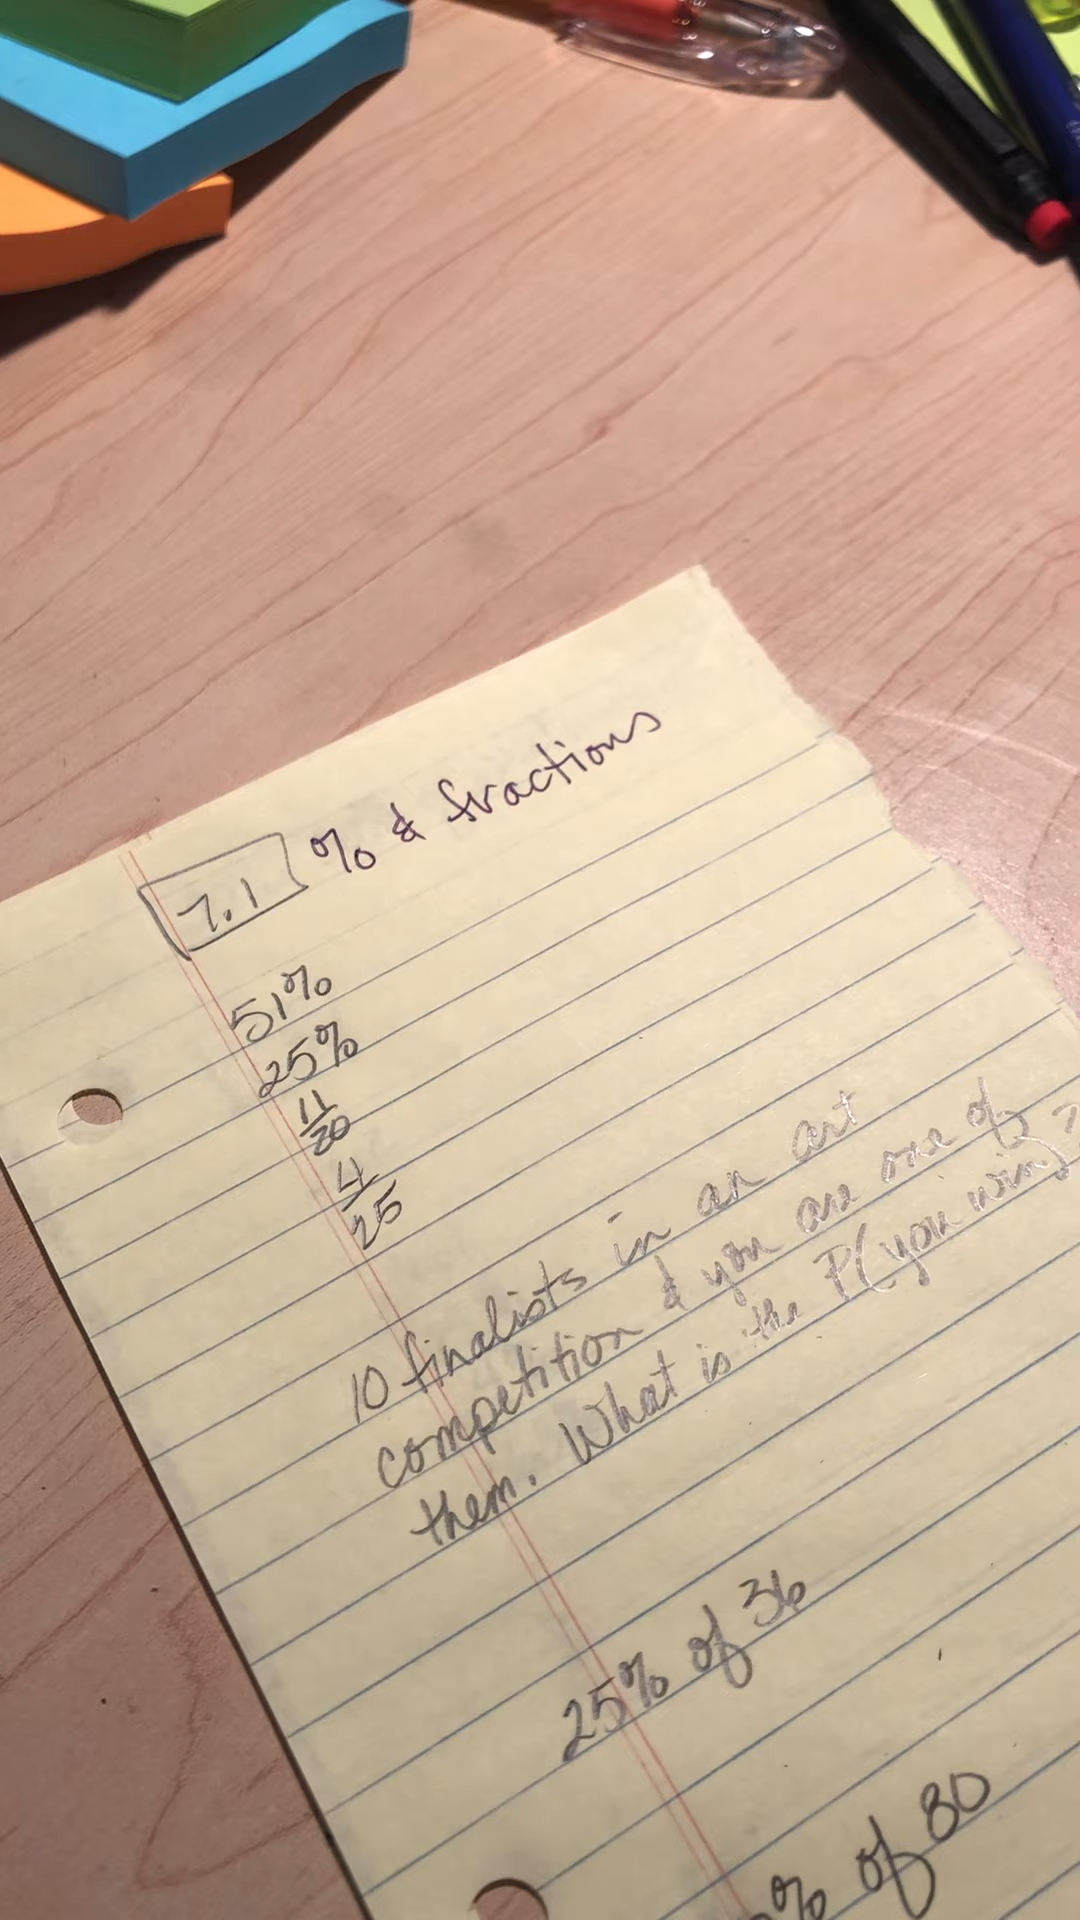 7.1 % & fractions
51%
25%
11/20
4/25
10 finalists in an art
competition & you are one of
them. What is the P(you win)?
25% of 36
% of 80